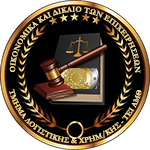 ΟΙΚΟΝΟΜΙΚΑ ΚΑΙ ΔΙΚΑΙΟ ΤΩΝ ΕΠΙΧΕΙΡΗΣΕΩΝ
ΤΜΗΜΑ ΛΟΓΙΣΤΙΚΗΣ & ΧΡΗΜ/ΚΗΣ - ΤΕΙ ΑΜΘ